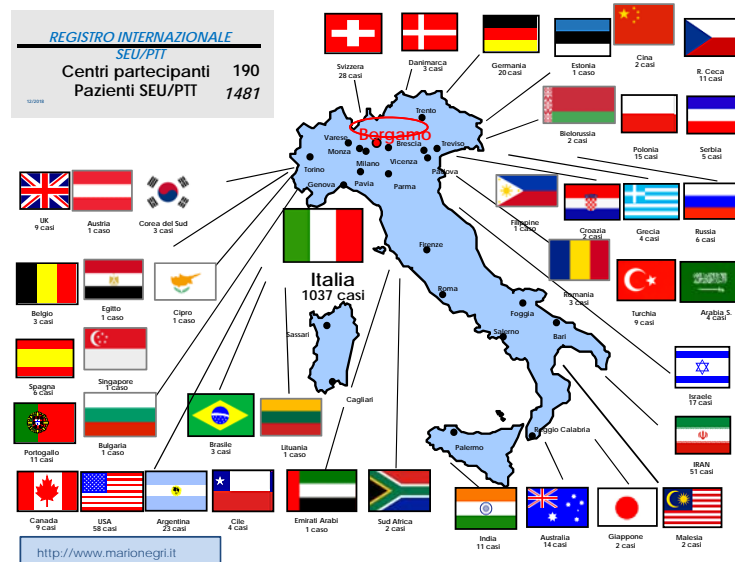 REGISTRO INTERNAZIONALE
SEU/PTT
Centri partecipanti 190
Pazienti SEU/PTT 1481
12/2018
Svizzera
28 casi
Danimarca
3 casi
Germania
20 casi
Estonia
1 caso
Cina
2 casi
R. Ceca
11 casi
Bielorussia
2 casi
Polonia
15 casi
Serbia
5 casi
Trento
Bergamo
Varese
Monza
Milano
Brescia
Treviso
Vicenza
Padova
Torino
Genova
Pavia
Parma
UK
9 casi
Austria
1 caso
Corea del Sud
3 casi
Filippine
1 caso
Croazia
2 casi
Grecia
4 casi
Russia
6 casi
Italia
1037 casi
Firenze
Roma
Belgio
3 casi
Egitto
1 caso
Cipro
1 caso
Romania
3 casi
Turchia
9 casi
Arabia S.
4 casi
Foggia
Bari
Salerno
Sassari
Cagliari
Spagna
6 casi
Singapore
1 caso
Israele
17 casi
Portogallo
11 casi
Bulgaria
1 caso
Brasile
3 casi
Lituania
1 caso
Palermo
Reggio Calabria
IRAN
51 casi
Canada
9 casi
USA
58 casi
Argentina
23 casi
Cile
4 casi
Emirati Arabi
1 caso
Sud Africa
2 casi
India
11 casi
Australia
14 casi
Giappone
2 casi
Malesia
2 casi
http://www.marionegri.it